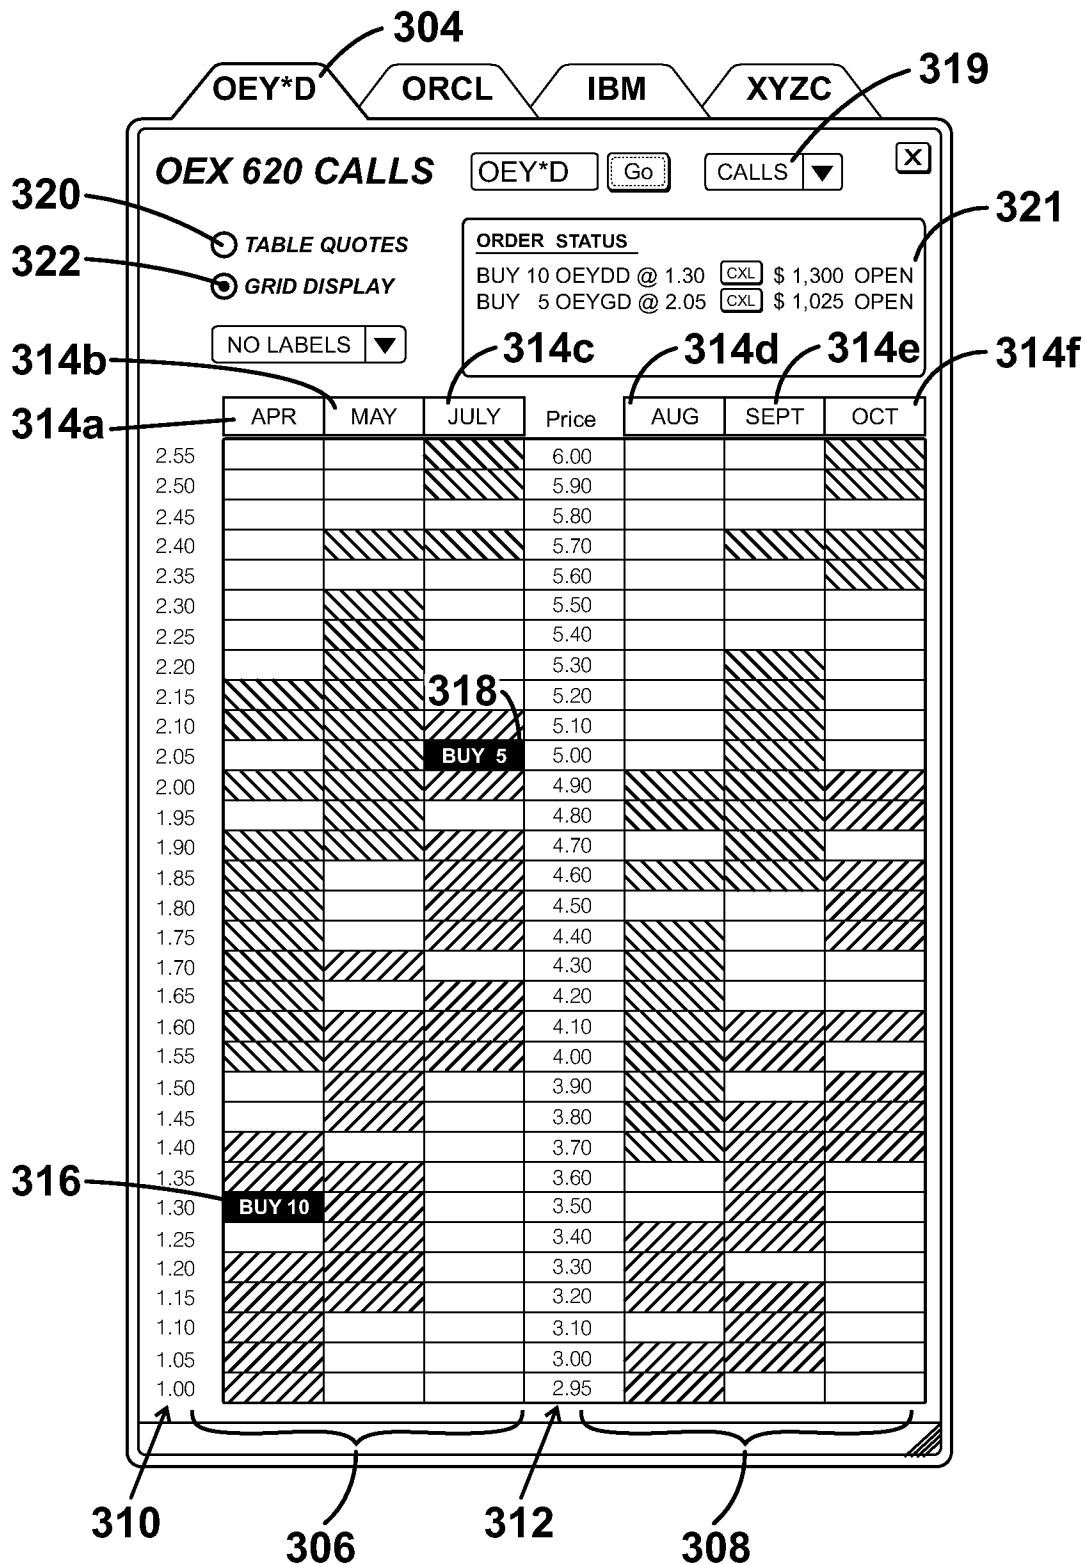 304
OEY*D ORCL IBM XYZC
319
OEX 620 CALLS OEY*D Go CALLS X
320
321
TABLE QUOTES
ORDER STATUS
322
GRID DISPLAY
BUY 10 OEYDD @ 1.30 CXL $ 1,300 OPEN
BUY 5 OEYGD @ 2.05 CXL $ 1,025 OPEN
NO LABELS
314b 314c 314d 314e 314f
314a
APR MAY JULY Price AUG SEPT OCT
2.55 6.00
2.50 5.90
2.45 5.80
2.40 5.70
2.35 5.60
2.30 5.50
2.25 5.40
2.20 5.30
2.15 318 5.20
2.10 5.10
2.05 BUY 5 5.00
2.00 4.90
1.95 4.80
1.90 4.70
1.85 4.60
1.80 4.50
1.75 4.40
1.70 4.30
1.65 4.20
1.60 4.10
1.55 4.00
1.50 3.90
1.45 3.80
1.40 3.70
316 1.35 3.60
1.30 BUY 10 3.50
1.25 3.40
1.20 3.30
1.15 3.20
1.10 3.10
1.05 3.00
1.00 2.95
310 306 312 308